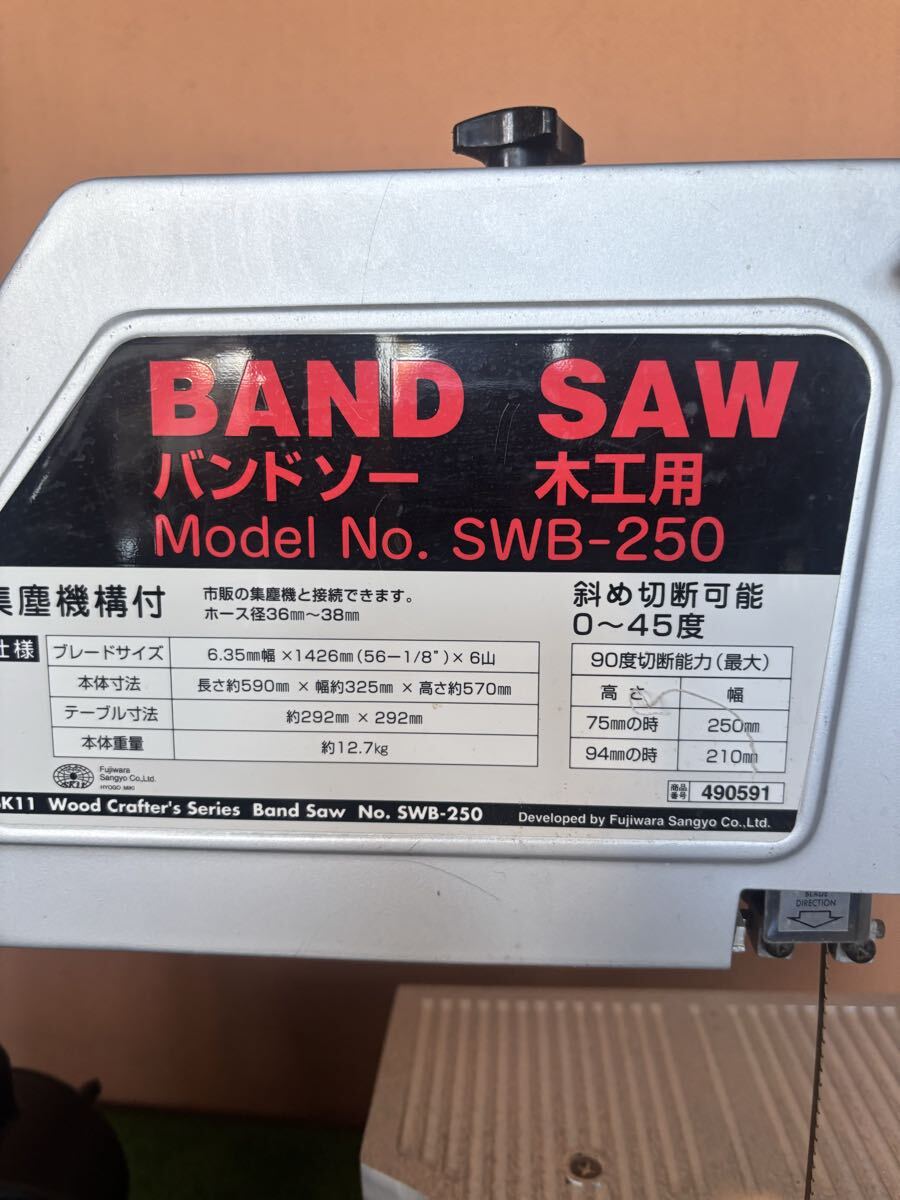 BAND SAW
バンドソー 木工用
Model No. SWB-250
集塵機構付
市販の集塵機と接続できます。
ホース径36mm～38mm
斜め切断可能
0～45度
仕様
ブレードサイズ 6.35mm幅×1426mm(56-1/8")×6山
本体寸法 長さ約590mm×幅約325mm×高さ約570mm
テーブル寸法 約292mm×292mm
本体重量 約12.7kg
90度切断能力(最大)
高さ 幅
75mmの時 250mm
94mmの時 210mm
Fujiwara
Sangyo Co.,Ltd.
HYOGO MIKI
商品番号 490591
SK11 Wood Crafter's Series Band Saw No. SWB-250
Developed by Fujiwara Sangyo Co.,Ltd.
BLADE
DIRECTION